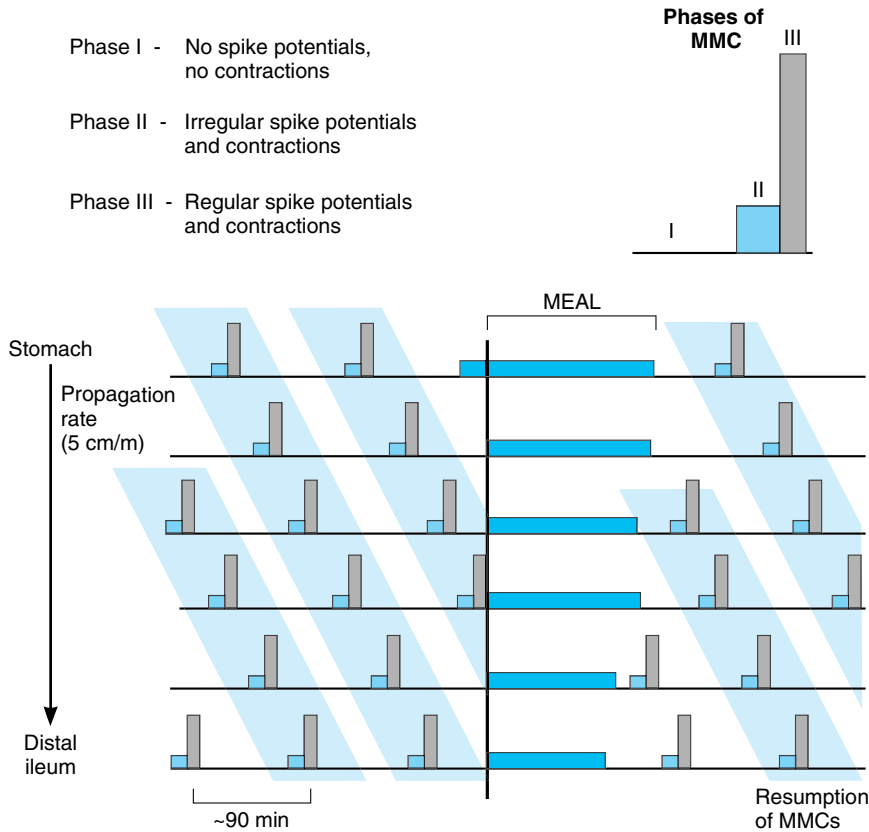 Phase I - No spike potentials,
no contractions
Phase II - Irregular spike potentials
and contractions
Phase III - Regular spike potentials
and contractions
Phases of
MMC
III
II
I
MEAL
Stomach
Propagation
rate
(5 cm/m)
Distal
ileum
~90 min
Resumption
of MMCs